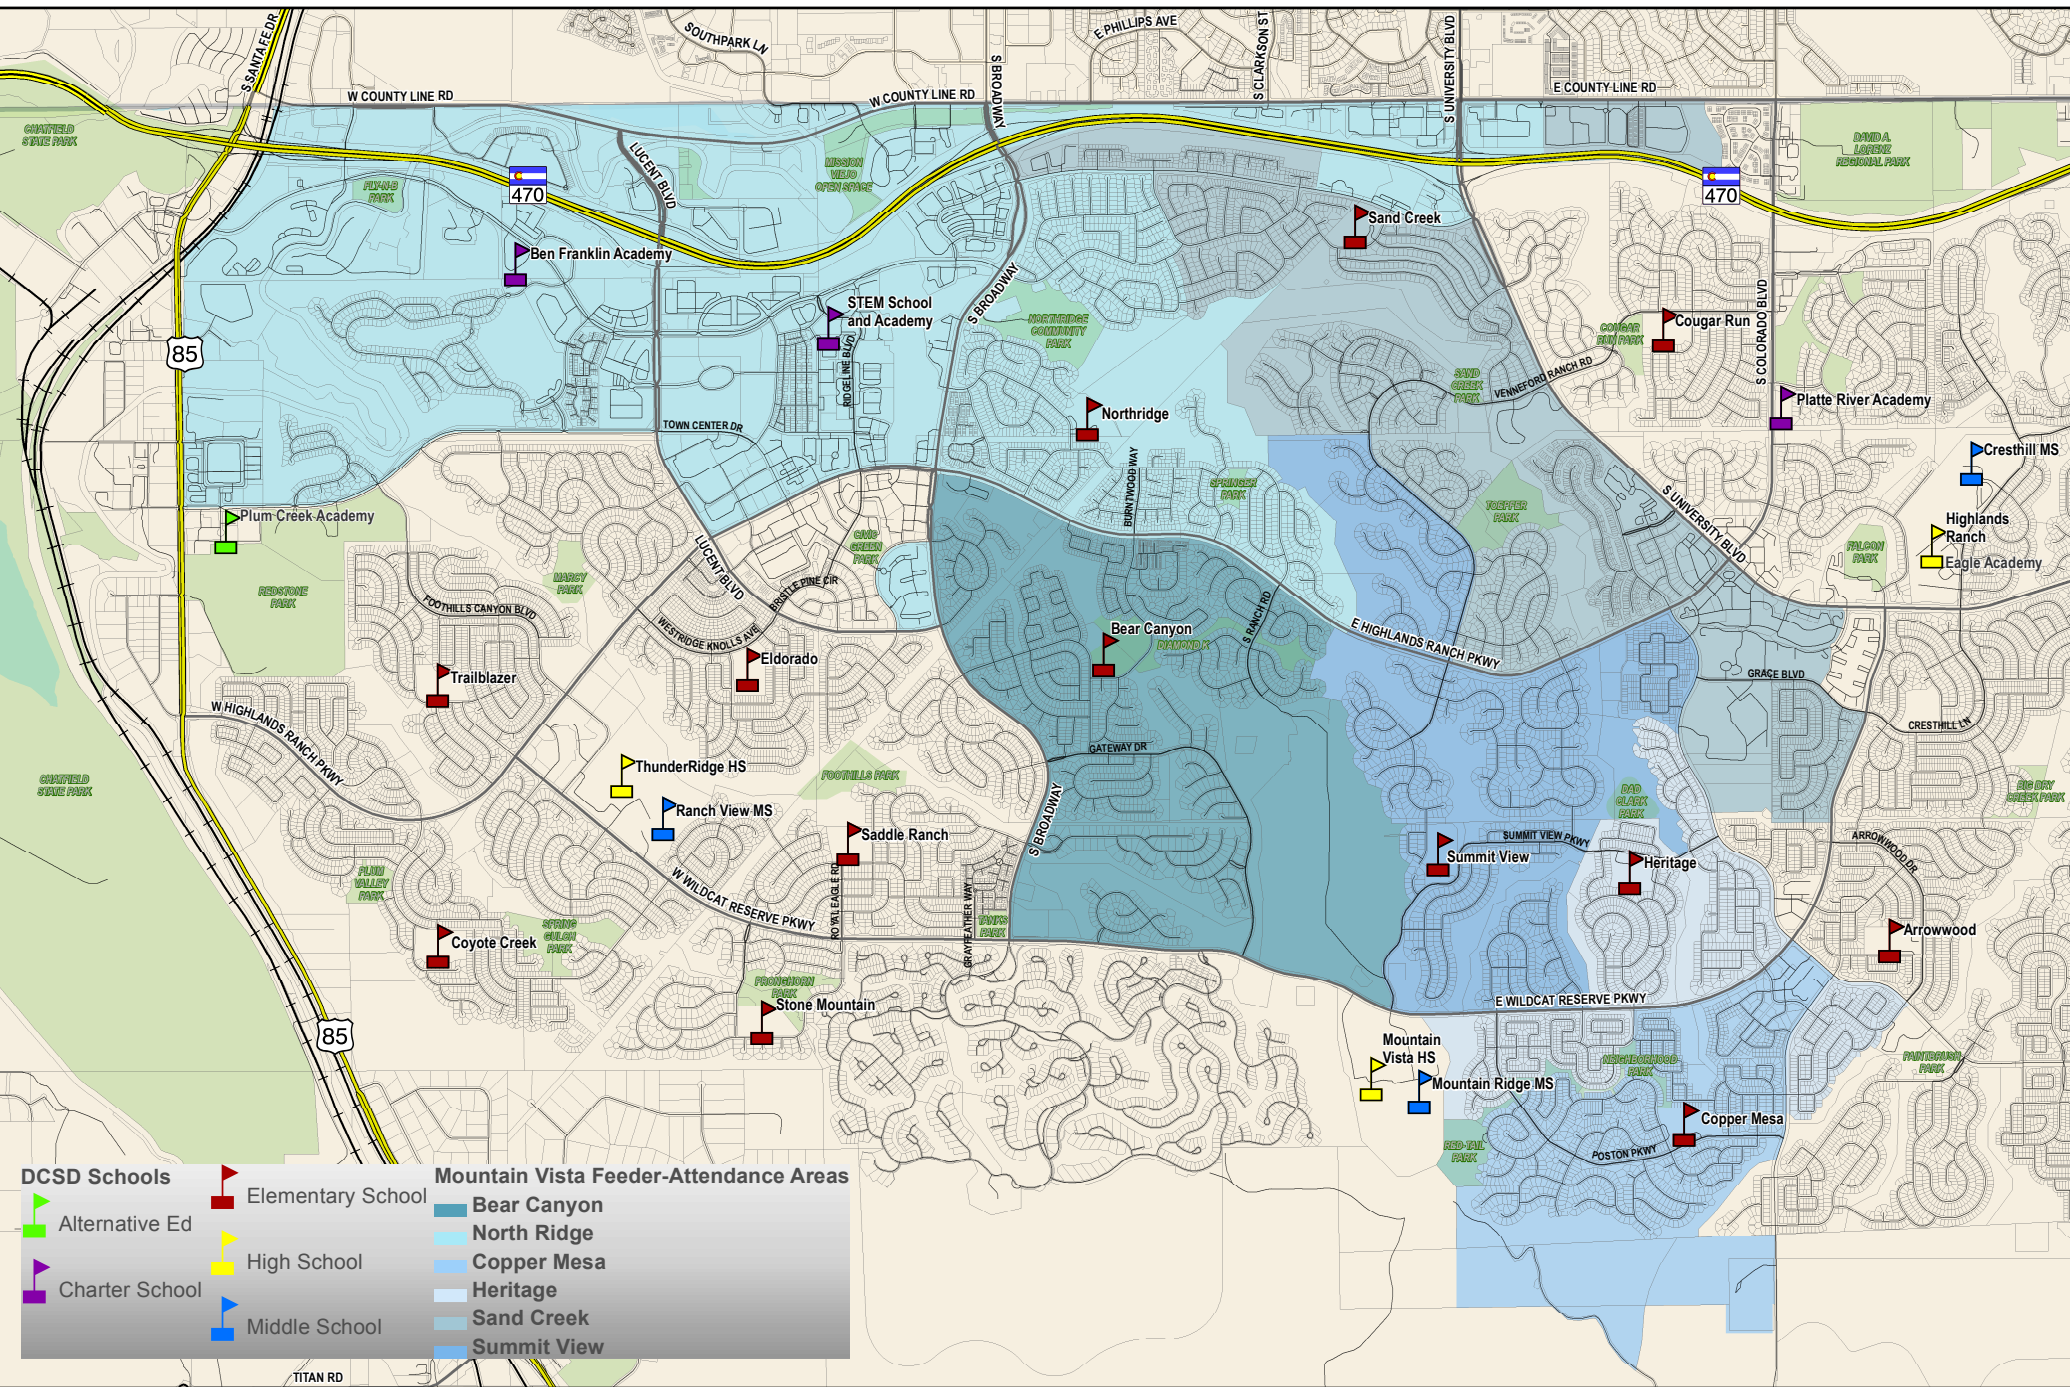 S SANTA FE DR
SOUTHPARK LN
E PHILLIPS AVE
S BROADWAY
S CLARKSON ST
S UNIVERSITY BLVD
W COUNTY LINE RD
W COUNTY LINE RD
E COUNTY LINE RD
CHATFIELD
STATE PARK
LUCENT BLVD
MISSION
VIEJO
OPEN SPACE
DAVID A.
LORENZ
REGIONAL PARK
FLY-N-B
PARK
470
470
Sand Creek
Ben Franklin Academy
STEM School
and Academy
S BROADWAY
NORTHRIDGE
COMMUNITY
PARK
COUGAR
RUN PARK
Cougar Run
S COLORADO BLVD
85
RIDGELINE BLVD
SAND
CREEK
PARK
VENNEFORD RANCH RD
Platte River Academy
Northridge
TOWN CENTER DR
Cresthill MS
BURNTWOOD WAY
SPRINGER
PARK
TOEPFER
PARK
S UNIVERSITY BLVD
Plum Creek Academy
Highlands
Ranch
Eagle Academy
CIVIC
GREEN
PARK
FALCON
PARK
LUCENT BLVD
MARCY
PARK
BRISTLE PINE CIR
REDSTONE
PARK
FOOTHILLS CANYON BLVD
WESTRIDGE KNOLLS AVE
S RANCH RD
Bear Canyon
DIAMOND K
E HIGHLANDS RANCH PKWY
Eldorado
Trailblazer
GRACE BLVD
W HIGHLANDS RANCH PKWY
CRESTHILL LN
GATEWAY DR
ThunderRidge HS
FOOTHILLS PARK
CHATFIELD
STATE PARK
BIG DRY
CREEK PARK
DAD
CLARK
PARK
Ranch View MS
S BROADWAY
Saddle Ranch
SUMMIT VIEW PKWY
ARROWWOOD DR
Summit View
Heritage
PLUM
VALLEY
PARK
W WILDCAT RESERVE PKWY
ROYAL EAGLE RD
GRAYFEATHER WAY
TANKS
PARK
SPRING
GULCH
PARK
Coyote Creek
Arrowwood
PRONGHORN
PARK
Stone Mountain
E WILDCAT RESERVE PKWY
85
Mountain
Vista HS
Mountain Ridge MS
NEIGHBORHOOD
PARK
PAINTBRUSH
PARK
Copper Mesa
RED-TAIL
PARK
POSTON PKWY
DCSD Schools
Alternative Ed
Charter School
Elementary School
High School
Middle School
Mountain Vista Feeder-Attendance Areas
Bear Canyon
North Ridge
Copper Mesa
Heritage
Sand Creek
Summit View
TITAN RD